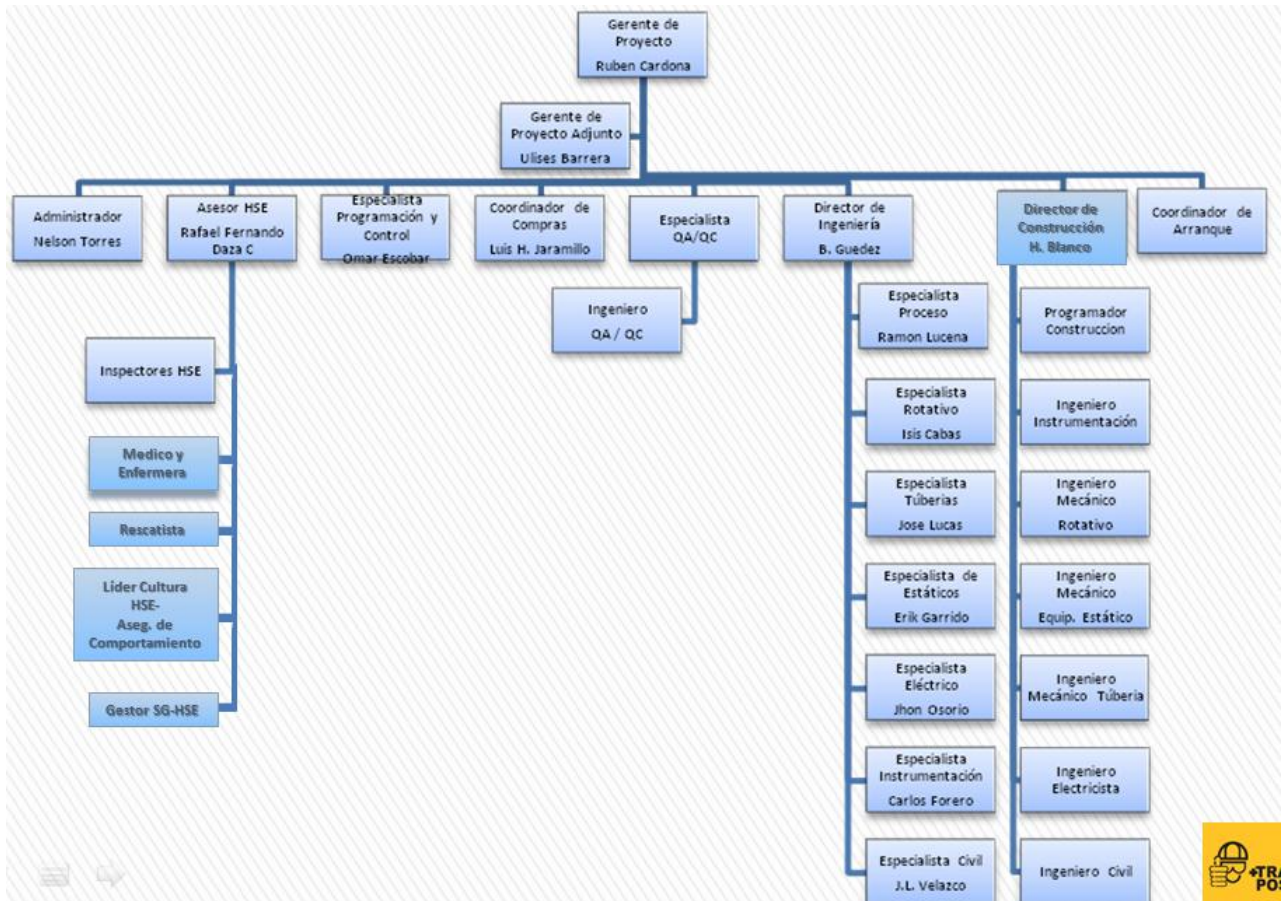 Gerente de
Proyecto
Ruben Cardona
Gerente de
Proyecto Adjunto
Ulises Barrera
Administrador
Nelson Torres
Asesor HSE
Rafael Fernando
Daza C
Especialista
Programación y
Control
Omar Escobar
Coordinador de
Compras
Luis H. Jaramillo
Especialista
QA/QC
Director de
Ingeniería
B. Guedez
Director de
Construcción
H. Blanco
Coordinador de
Arranque
Inspectores HSE
Medico y
Enfermera
Rescatista
Líder Cultura
HSE-
Aseg. de
Comportamiento
Gestor SG-HSE
Ingeniero
QA / QC
Especialista
Proceso
Ramon Lucena
Especialista
Rotativo
Isis Cabas
Especialista
Túberias
Jose Lucas
Especialista de
Estáticos
Erik Garrido
Especialista
Eléctrico
Jhon Osorio
Especialista
Instrumentación
Carlos Forero
Especialista Civil
J.L. Velazco
Programador
Construccion
Ingeniero
Instrumentación
Ingeniero
Mecánico
Rotativo
Ingeniero
Mecánico
Equip. Estático
Ingeniero
Mecánico Túberia
Ingeniero
Electricista
Ingeniero Civil
+TRA
POS